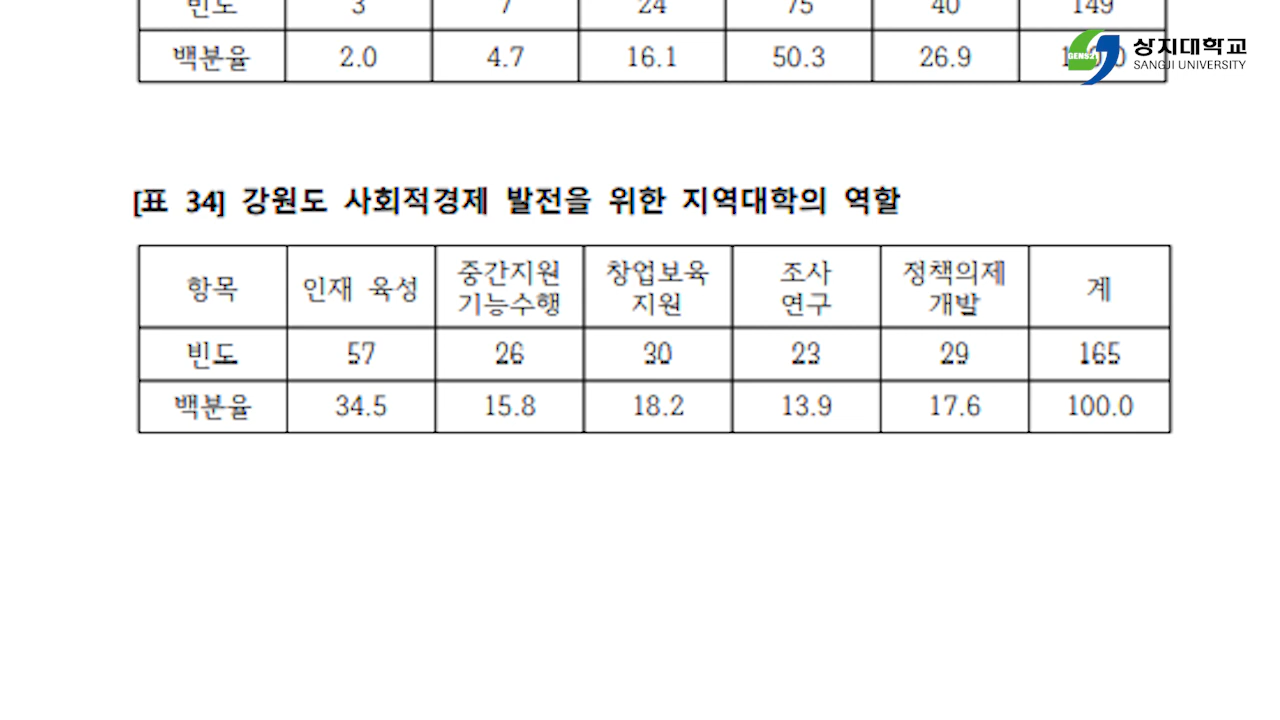 빈도 3 7 24 75 40 149
백분율 2.0 4.7 16.1 50.3 26.9
GENS21
상지대학교
SANGJI UNIVERSITY
[표 34] 강원도 사회적경제 발전을 위한 지역대학의 역할
항목 인재 육성 중간지원 기능수행 창업보육 지원 조사 연구 정책의제 개발 계
빈도 57 26 30 23 29 165
백분율 34.5 15.8 18.2 13.9 17.6 100.0